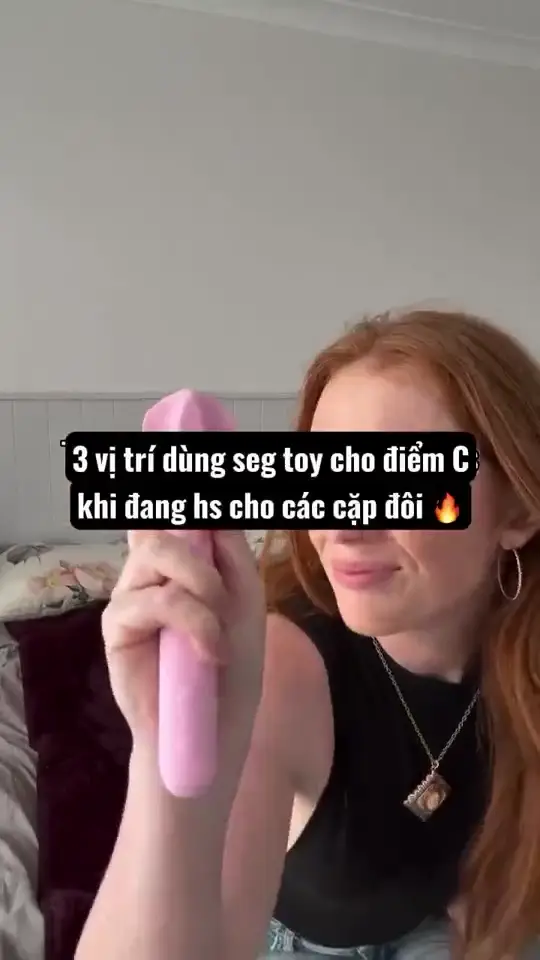 3 vị trí dùng seg toy cho điểm C
khi đang hs cho các cặp đôi 🔥